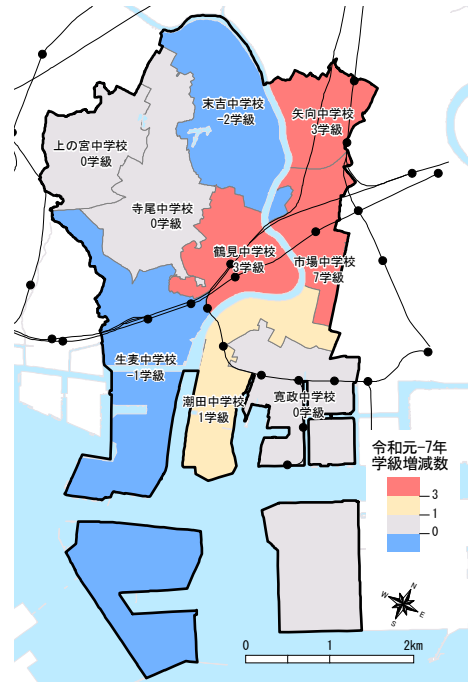 末吉中学校
-2学級
矢向中学校
3学級
上の宮中学校
0学級
寺尾中学校
0学級
鶴見中学校
3学級
市場中学校
7学級
生麦中学校
-1学級
潮田中学校
1学級
寛政中学校
0学級
令和元-7年
学級増減数
3
1
0
N
W
E
S
0 1 2km